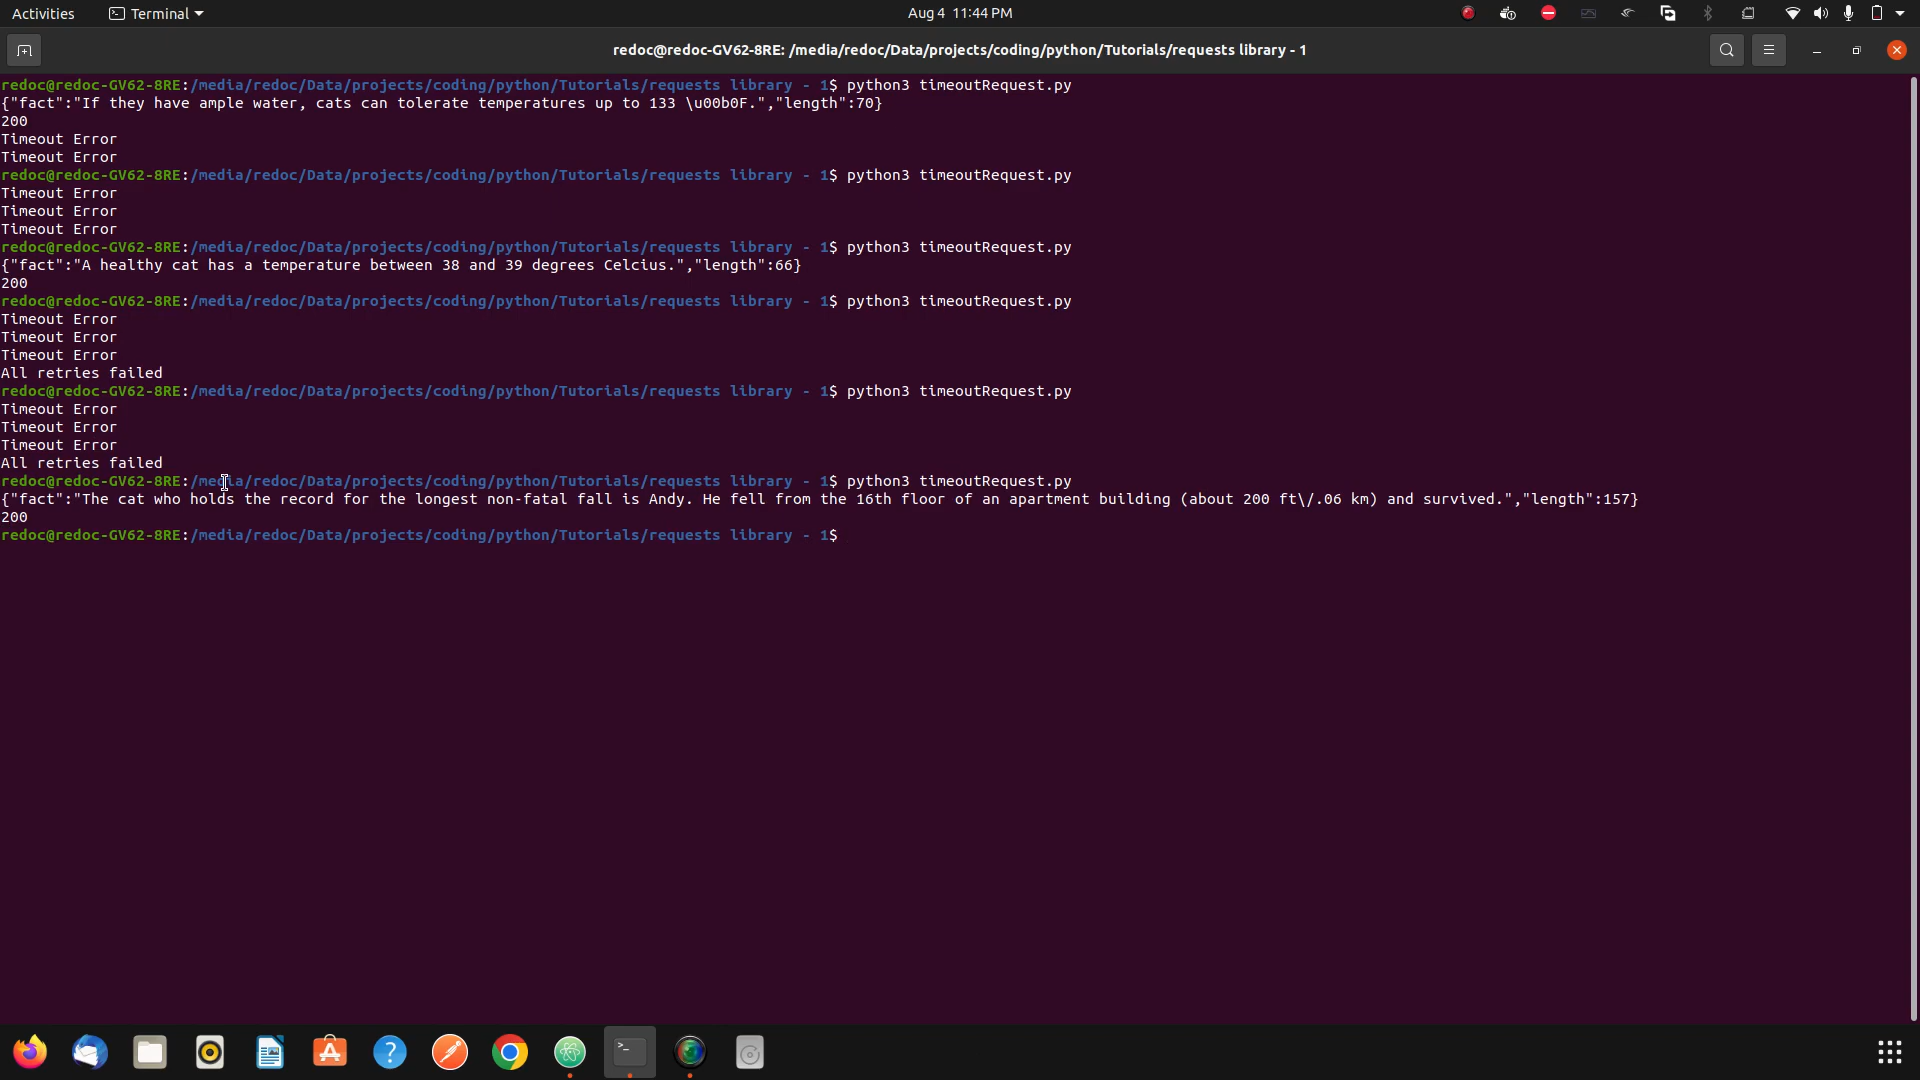 Activities Terminal Aug 4 11:44 PM
redoc@redoc-GV62-8RE: /media/redoc/Data/projects/coding/python/Tutorials/requests library - 1
redoc@redoc-GV62-8RE:/media/redoc/Data/projects/coding/python/Tutorials/requests library - 1$ python3 timeoutRequest.py
{"fact":"If they have ample water, cats can tolerate temperatures up to 133 \u00b0F.","length":70}
200
Timeout Error
Timeout Error
redoc@redoc-GV62-8RE:/media/redoc/Data/projects/coding/python/Tutorials/requests library - 1$ python3 timeoutRequest.py
Timeout Error
Timeout Error
Timeout Error
redoc@redoc-GV62-8RE:/media/redoc/Data/projects/coding/python/Tutorials/requests library - 1$ python3 timeoutRequest.py
{"fact":"A healthy cat has a temperature between 38 and 39 degrees Celcius.","length":66}
200
redoc@redoc-GV62-8RE:/media/redoc/Data/projects/coding/python/Tutorials/requests library - 1$ python3 timeoutRequest.py
Timeout Error
Timeout Error
Timeout Error
All retries failed
redoc@redoc-GV62-8RE:/media/redoc/Data/projects/coding/python/Tutorials/requests library - 1$ python3 timeoutRequest.py
Timeout Error
Timeout Error
Timeout Error
All retries failed
redoc@redoc-GV62-8RE:/media/redoc/Data/projects/coding/python/Tutorials/requests library - 1$ python3 timeoutRequest.py
{"fact":"The cat who holds the record for the longest non-fatal fall is Andy. He fell from the 16th floor of an apartment building (about 200 ft\/.06 km) and survived.","length":157}
200
redoc@redoc-GV62-8RE:/media/redoc/Data/projects/coding/python/Tutorials/requests library - 1$